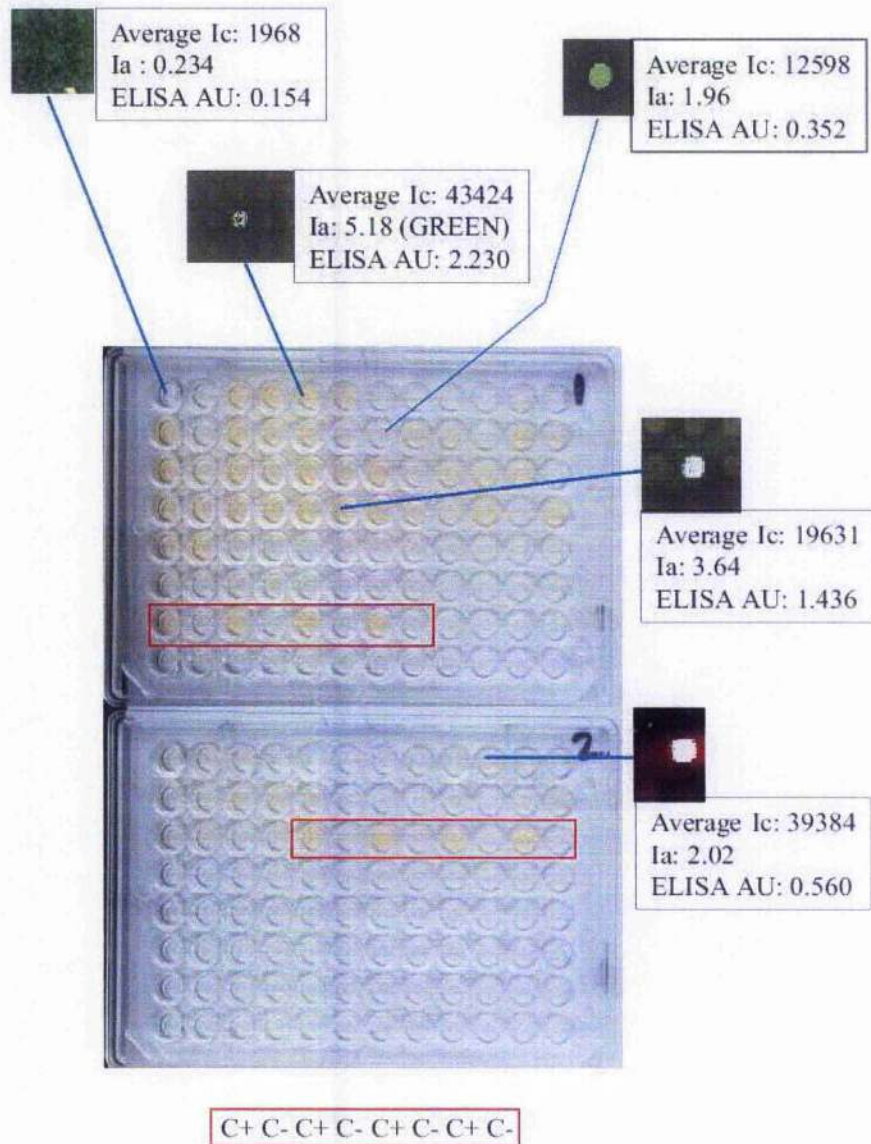 Average Ic: 1968
Ia : 0.234
ELISA AU: 0.154
Average Ic: 12598
Ia: 1.96
ELISA AU: 0.352
Average Ic: 43424
Ia: 5.18 (GREEN)
ELISA AU: 2.230
Average Ic: 19631
Ia: 3.64
ELISA AU: 1.436
2
Average Ic: 39384
Ia: 2.02
ELISA AU: 0.560
C+ C- C+ C- C+ C- C+ C-